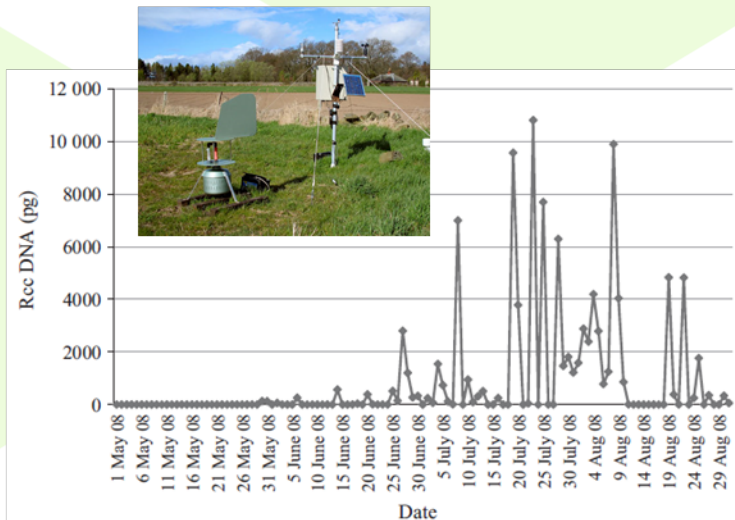 12 000
10 000
8000
6000
4000
2000
0
Rcc DNA (pg)
1 May 08
6 May 08
11 May 08
16 May 08
21 May 08
26 May 08
31 May 08
5 June 08
10 June 08
15 June 08
20 June 08
25 June 08
30 June 08
5 July 08
10 July 08
15 July 08
20 July 08
25 July 08
30 July 08
4 Aug 08
9 Aug 08
14 Aug 08
19 Aug 08
24 Aug 08
29 Aug 08
Date